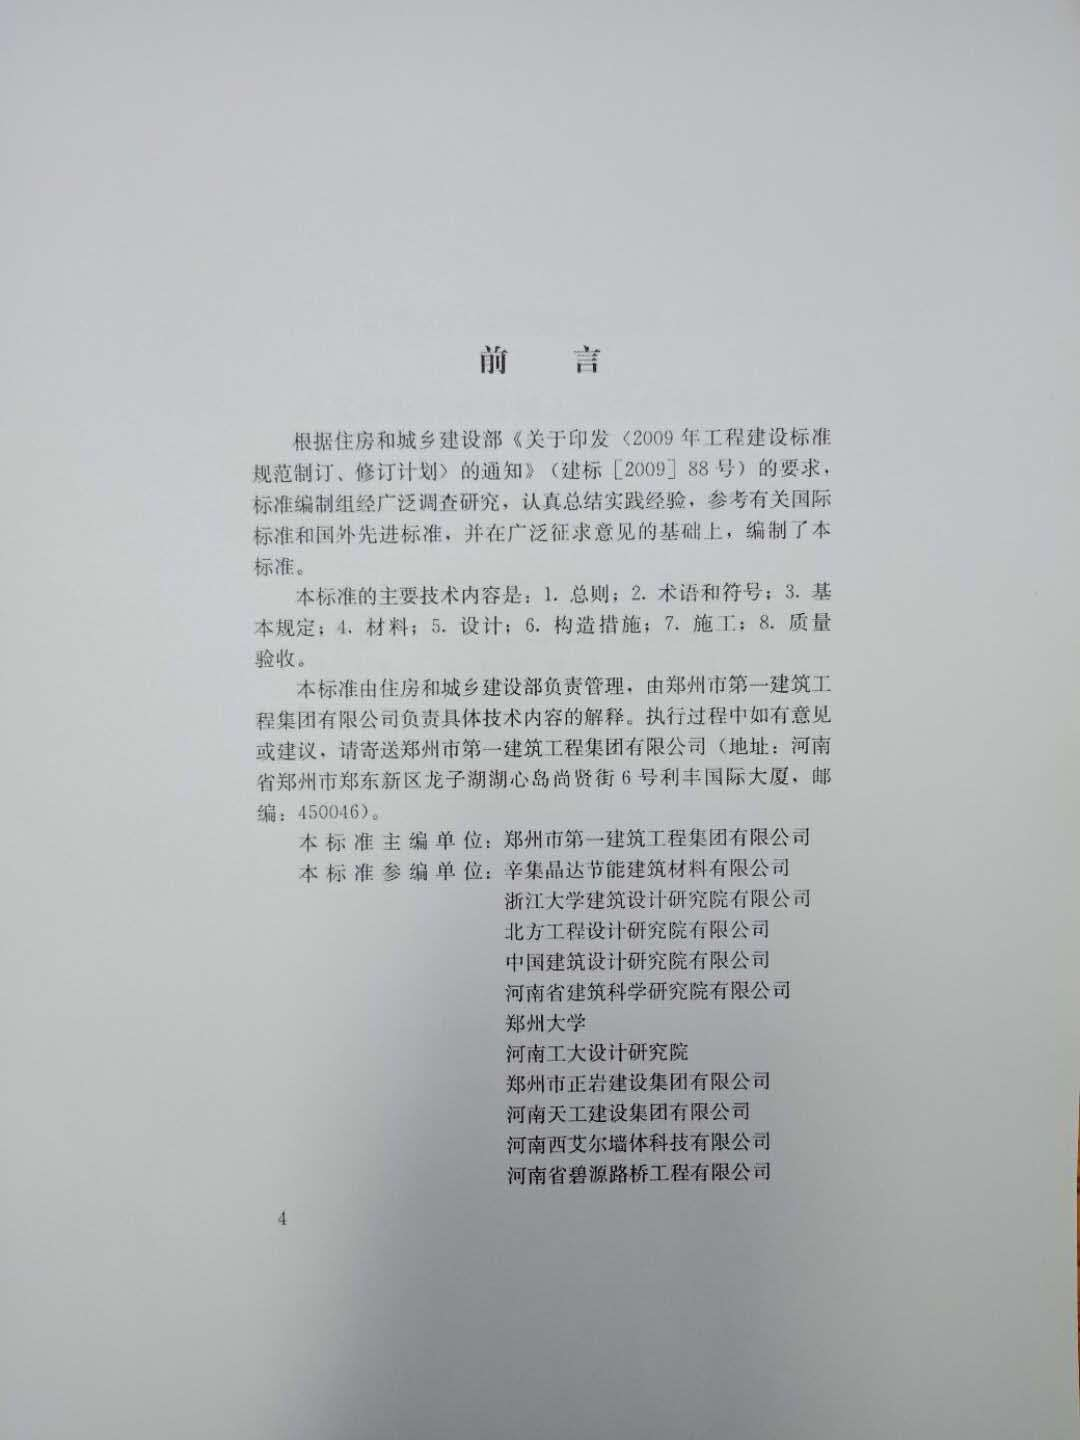 前 言
根据住房和城乡建设部《关于印发〈2009 年工程建设标准
规范制订、修订计划〉的通知》（建标［2009］88 号）的要求，
标准编制组经广泛调查研究，认真总结实践经验，参考有关国际
标准和国外先进标准，并在广泛征求意见的基础上，编制了本
标准。
本标准的主要技术内容是：1. 总则；2. 术语和符号；3. 基
本规定；4. 材料；5. 设计；6. 构造措施；7. 施工；8. 质量
验收。
本标准由住房和城乡建设部负责管理，由郑州市第一建筑工
程集团有限公司负责具体技术内容的解释。执行过程中如有意见
或建议，请寄送郑州市第一建筑工程集团有限公司（地址：河南
省郑州市郑东新区龙子湖湖心岛尚贤街 6 号利丰国际大厦，邮
编：450046）。
本标准主编单位：郑州市第一建筑工程集团有限公司
本标准参编单位：辛集晶达节能建筑材料有限公司
浙江大学建筑设计研究院有限公司
北方工程设计研究院有限公司
中国建筑设计研究院有限公司
河南省建筑科学研究院有限公司
郑州大学
河南工大设计研究院
郑州市正岩建设集团有限公司
河南天工建设集团有限公司
河南西艾尔墙体科技有限公司
河南省碧源路桥工程有限公司
4